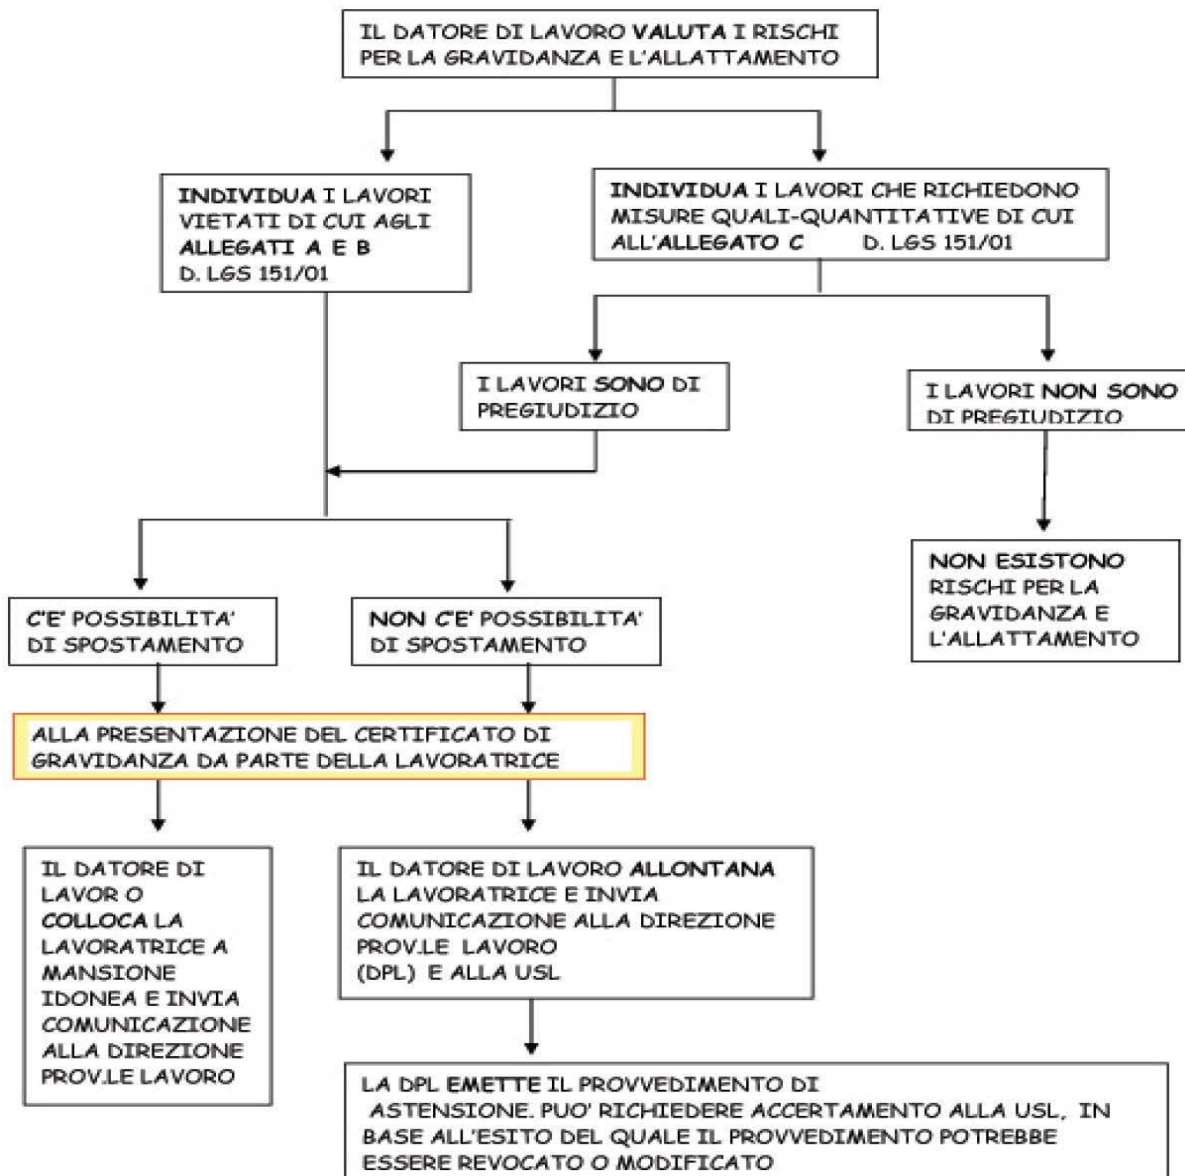 IL DATORE DI LAVORO VALUTA I RISCHI
PER LA GRAVIDANZA E L'ALLATTAMENTO
INDIVIDUA I LAVORI
VIETATI DI CUI AGLI
ALLEGATI A E B
D. LGS 151/01
INDIVIDUA I LAVORI CHE RICHIEDONO
MISURE QUALI-QUANTITATIVE DI CUI
ALL'ALLEGATO C D. LGS 151/01
I LAVORI SONO DI
PREGIUDIZIO
I LAVORI NON SONO
DI PREGIUDIZIO
NON ESISTONO
RISCHI PER LA
GRAVIDANZA E
L'ALLATTAMENTO
C'E' POSSIBILITA'
DI SPOSTAMENTO
NON C'E' POSSIBILITA'
DI SPOSTAMENTO
ALLA PRESENTAZIONE DEL CERTIFICATO DI
GRAVIDANZA DA PARTE DELLA LAVORATRICE
IL DATORE DI
LAVOR O
COLLOCA LA
LAVORATRICE A
MANSIONE
IDONEA E INVIA
COMUNICAZIONE
ALLA DIREZIONE
PROV.LE LAVORO
IL DATORE DI LAVORO ALLONTANA
LA LAVORATRICE E INVIA
COMUNICAZIONE ALLA DIREZIONE
PROV.LE LAVORO
(DPL) E ALLA USL
LA DPL EMETTE IL PROVVEDIMENTO DI
ASTENSIONE. PUO' RICHIEDERE ACCERTAMENTO ALLA USL, IN
BASE ALL'ESITO DEL QUALE IL PROVVEDIMENTO POTREBBE
ESSERE REVOCATO O MODIFICATO